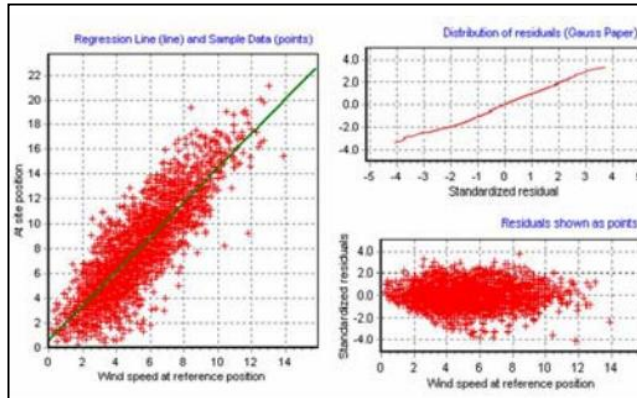 Regression Line (line) and Sample Data (points)
22
20
18
16
14
12
10
8
6
4
2
0
0 2 4 6 8 10 12 14
At site position
Wind speed at reference position
Distribution of residuals (Gauss Paper)
4.0
2.0
0.0
-2.0
-4.0
-5 -4 -3 -2 -1 0 1 2 3 4 5
Standardized residual
Residuals shown as points
Standardized residuals
4.0
2.0
0.0
-2.0
-4.0
0 2 4 6 8 10 12 14
Wind speed at reference position